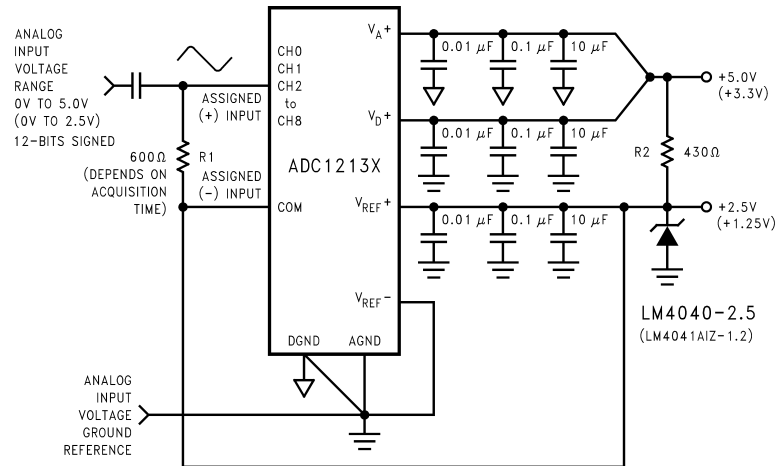 ANALOG
INPUT
VOLTAGE
RANGE
0V TO 5.0V
(0V TO 2.5V)
12-BITS SIGNED
600Ω R1
(DEPENDS ON
ACQUISITION
TIME)
ASSIGNED
(+) INPUT
ASSIGNED
(-) INPUT
CH0
CH1
CH2
to
CH8
ADC1213X
COM
DGND AGND
VA+
VD+
VREF+
VREF-
0.01 μF 0.1 μF 10 μF
0.01 μF 0.1 μF 10 μF
0.01 μF 0.1 μF 10 μF
+5.0V
(+3.3V)
R2 430Ω
+2.5V
(+1.25V)
LM4040-2.5
(LM4041AIZ-1.2)
ANALOG
INPUT
VOLTAGE
GROUND
REFERENCE